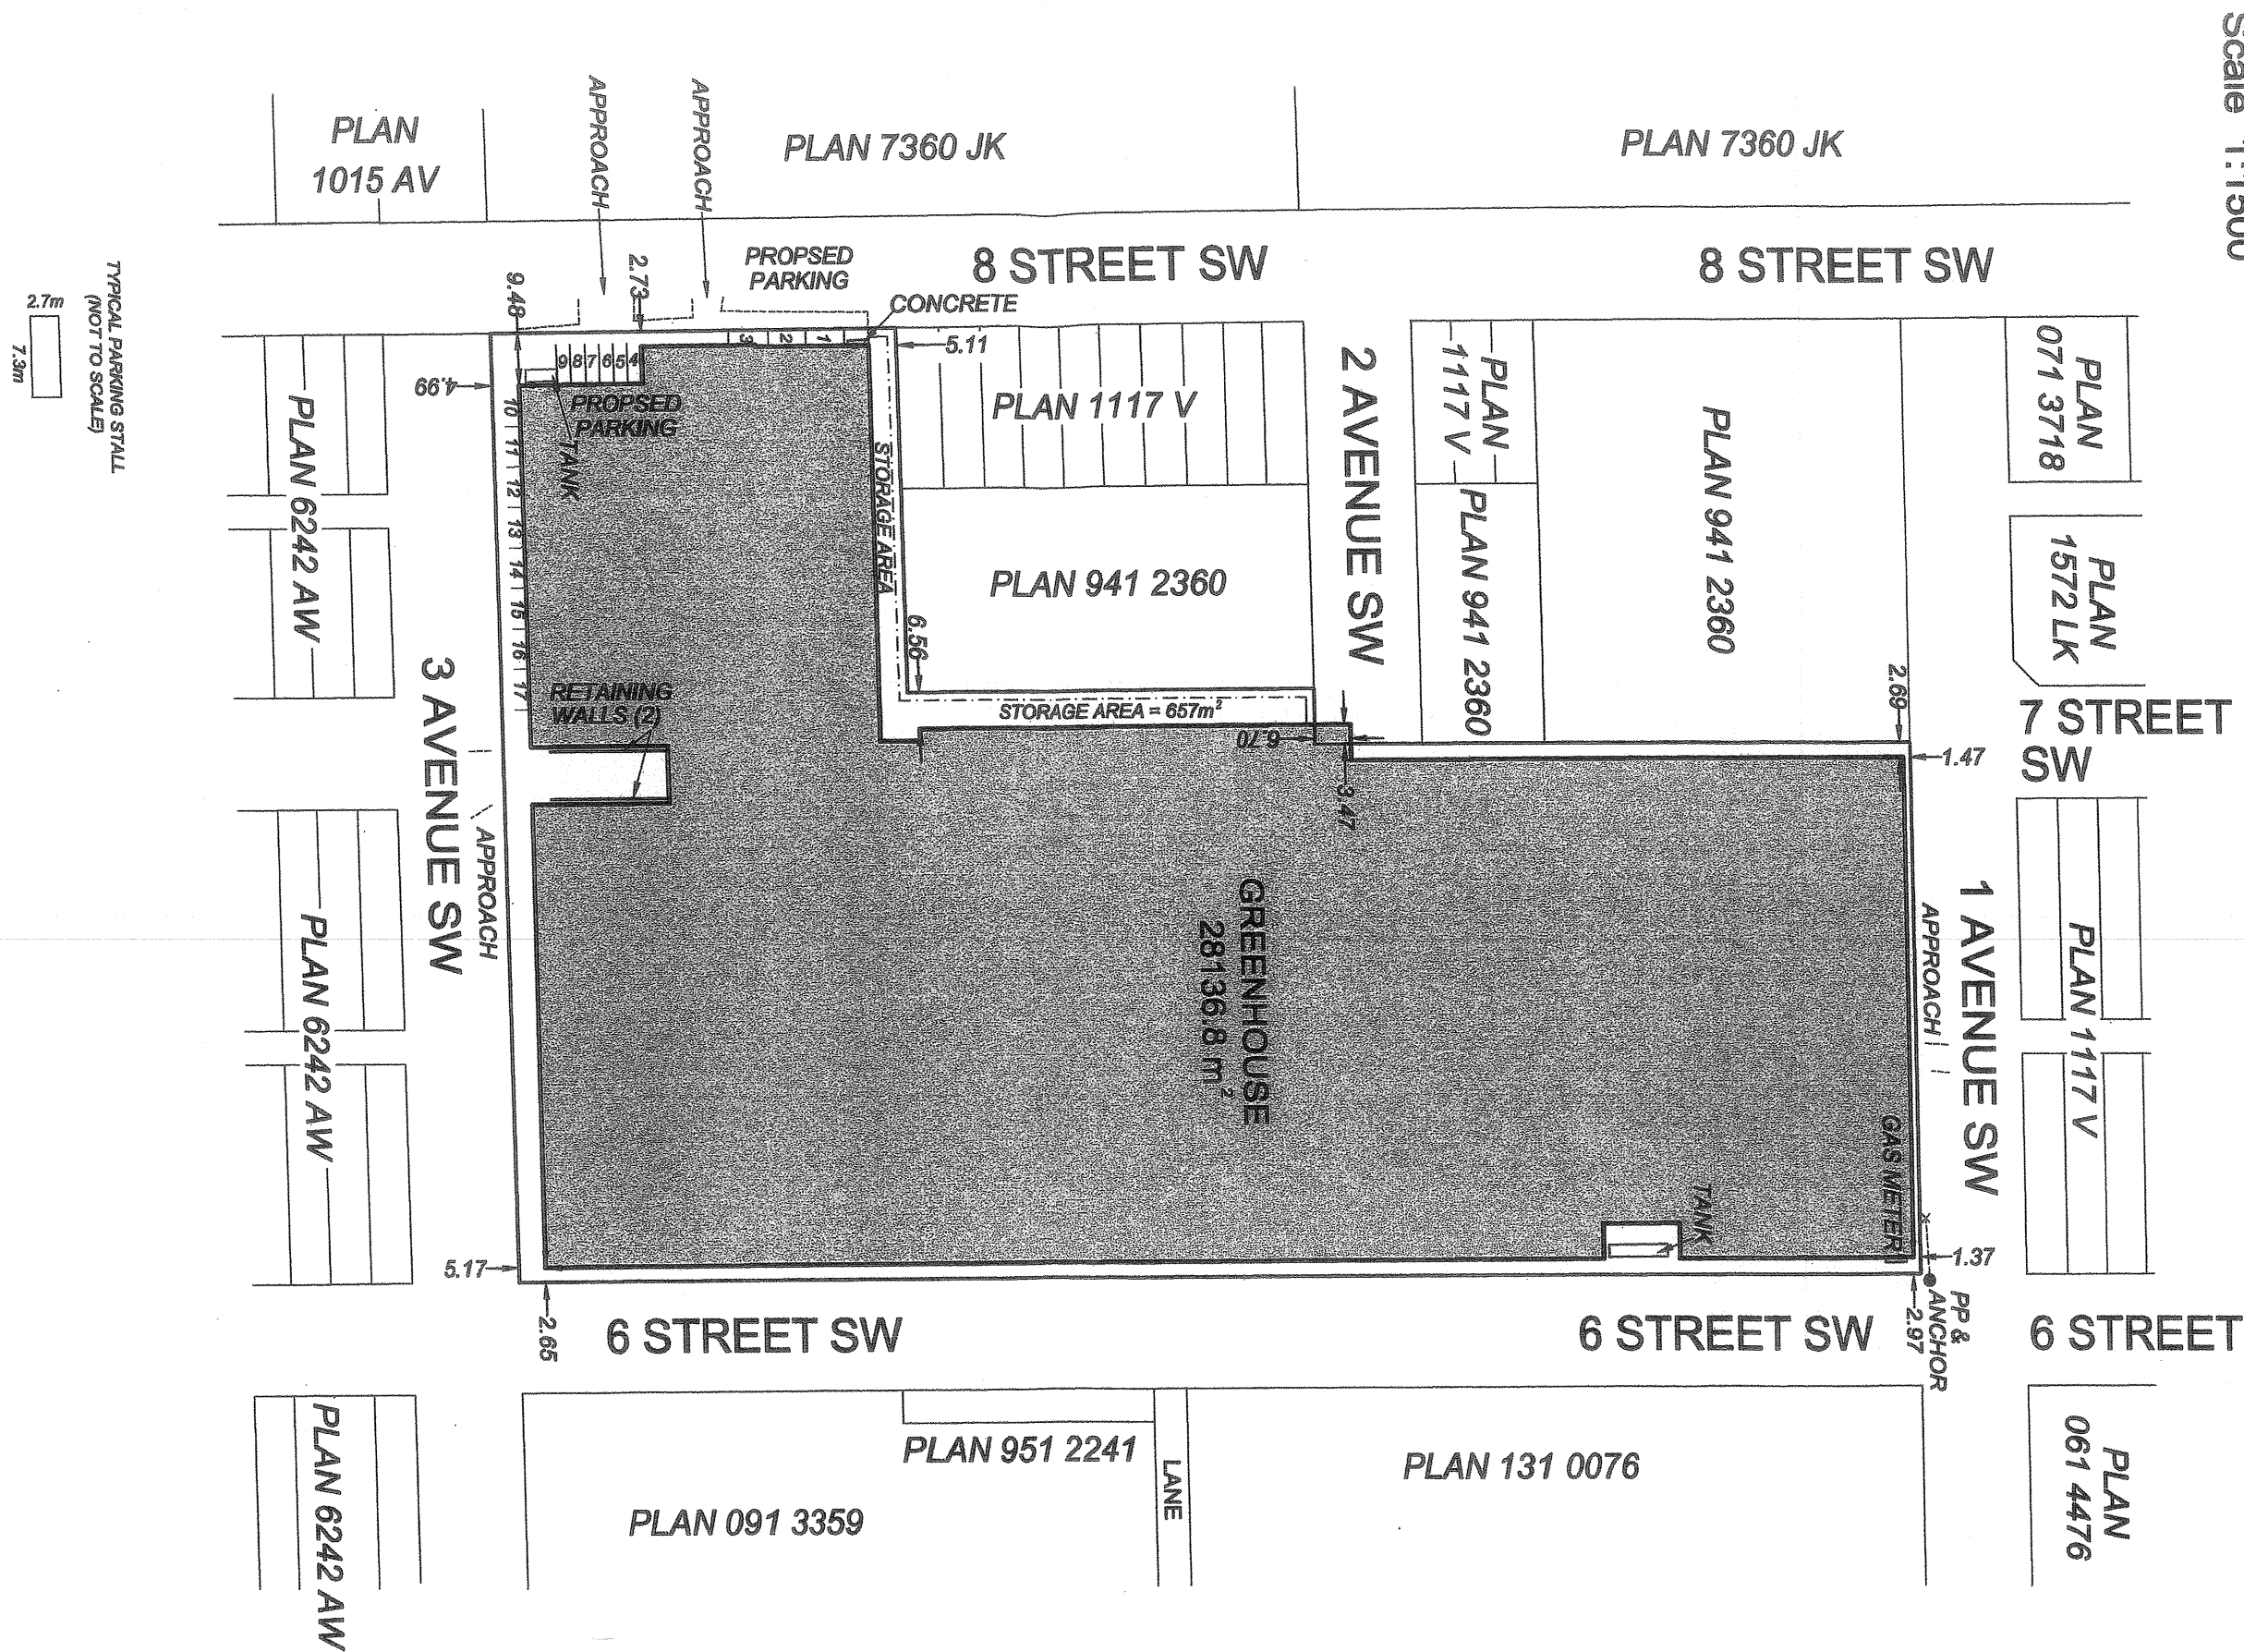 Scale 1:1500
PLAN
1015 AV
APPROACH
APPROACH
PLAN 7360 JK
PLAN 7360 JK
8 STREET SW
8 STREET SW
PROPSED
PARKING
CONCRETE
9.48
2.73
5.11
TYPICAL PARKING STALL
(NOT TO SCALE)
2.7m
7.3m
4.99
1
2
3
4
5
6
7
8
9
10
11
12
13
14
15
16
17
PROPSED
PARKING
TANK
STORAGE AREA
PLAN 1117 V
PLAN 941 2360
2 AVENUE SW
PLAN
1117 V
PLAN 941 2360
PLAN 941 2360
PLAN
071 3718
PLAN
1572 LK
7 STREET
SW
PLAN 6242 AW
3 AVENUE SW
RETAINING
WALLS (2)
6.56
STORAGE AREA = 657m²
6.70
3.47
2.69
1.47
APPROACH
PLAN 6242 AW
GREENHOUSE
28136.8 m²
APPROACH
1 AVENUE SW
PLAN 1117 V
GAS METER
TANK
1.37
PP &
ANCHOR
2.97
5.17
2.65
6 STREET SW
6 STREET SW
6 STREET
PLAN 6242 AW
PLAN 951 2241
PLAN 091 3359
LANE
PLAN 131 0076
PLAN
061 4476